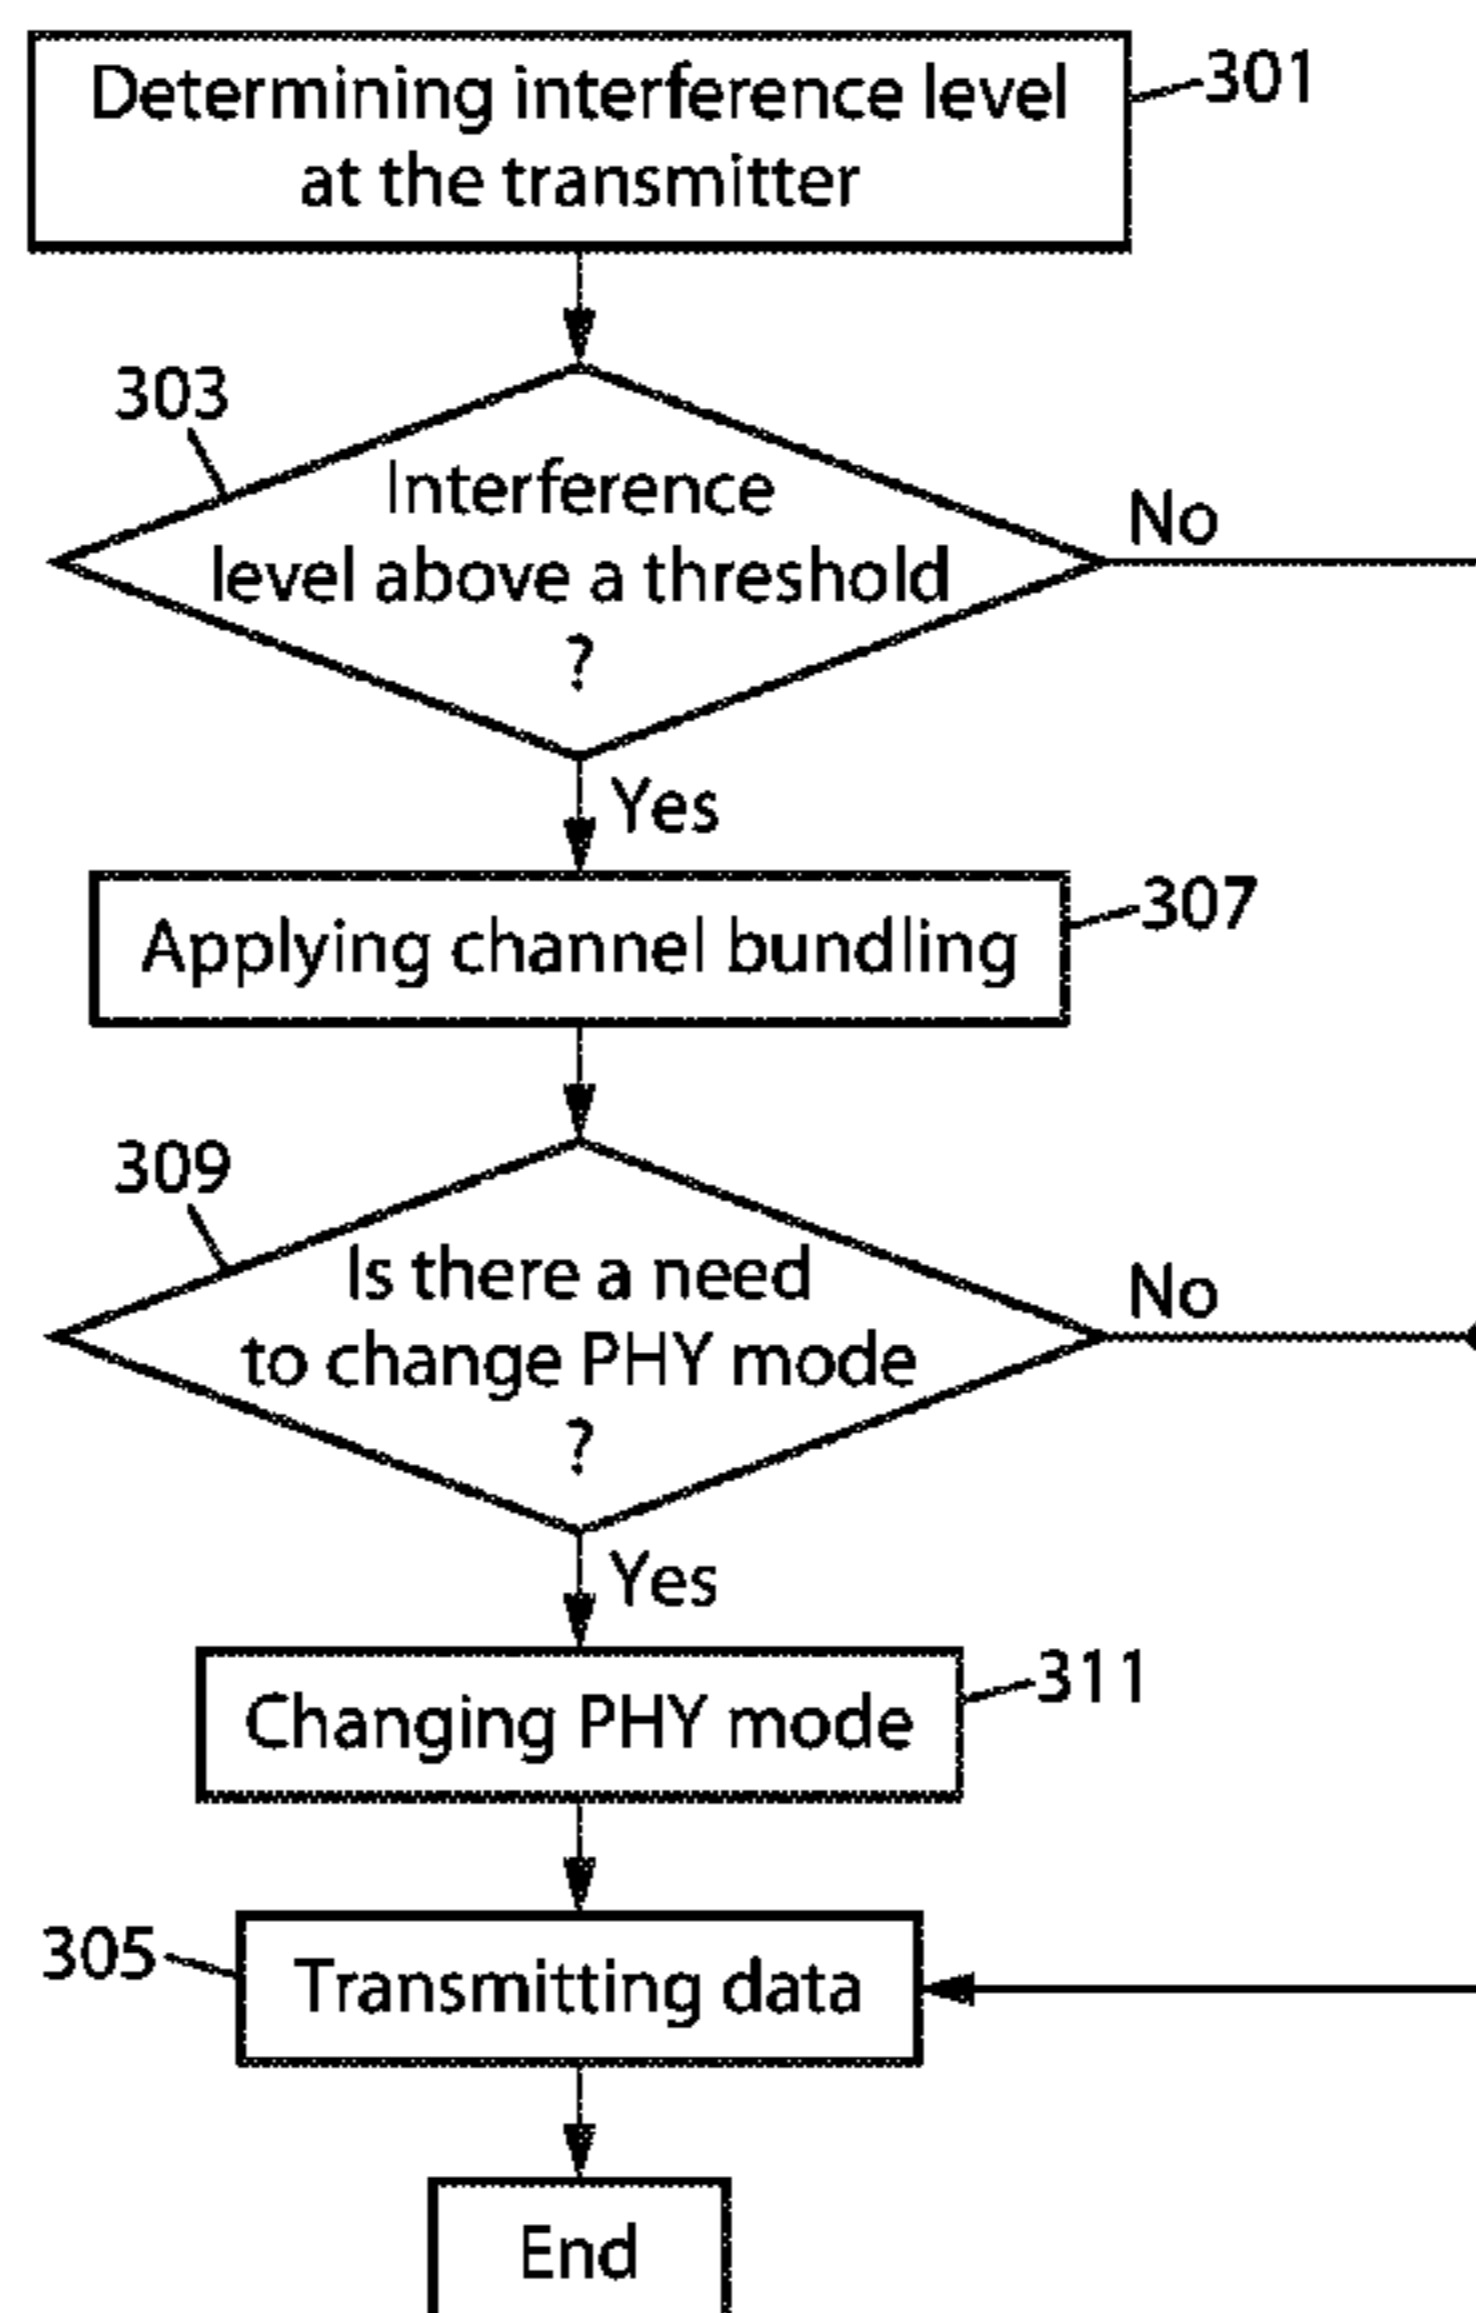 Determining interference level
at the transmitter
301
303
Interference
level above a threshold
?
No
Yes
Applying channel bundling
307
309
Is there a need
to change PHY mode
?
No
Yes
Changing PHY mode
311
305
Transmitting data
End